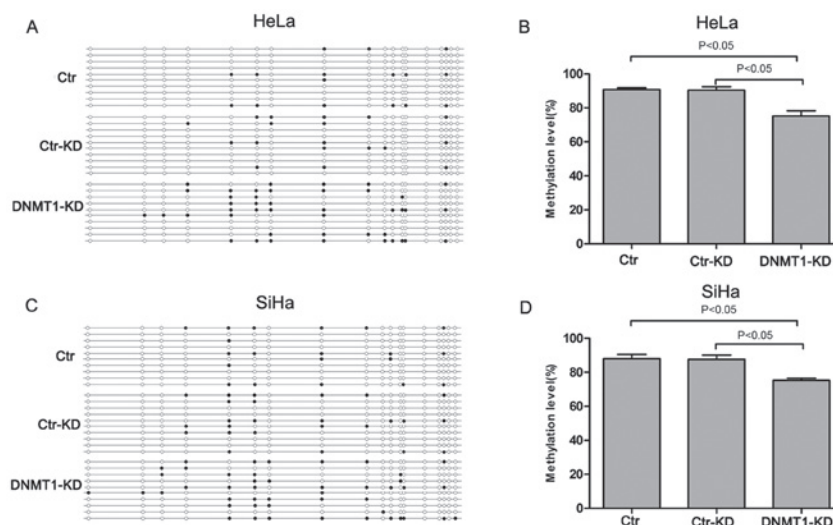 A
HeLa
Ctr
Ctr-KD
DNMT1-KD
B
HeLa
P<0.05
P<0.05
Methylation level(%)
100
80
60
40
20
0
Ctr
Ctr-KD
DNMT1-KD
C
SiHa
Ctr
Ctr-KD
DNMT1-KD
D
SiHa
P<0.05
P<0.05
Methylation level(%)
100
80
60
40
20
0
Ctr
Ctr-KD
DNMT1-KD